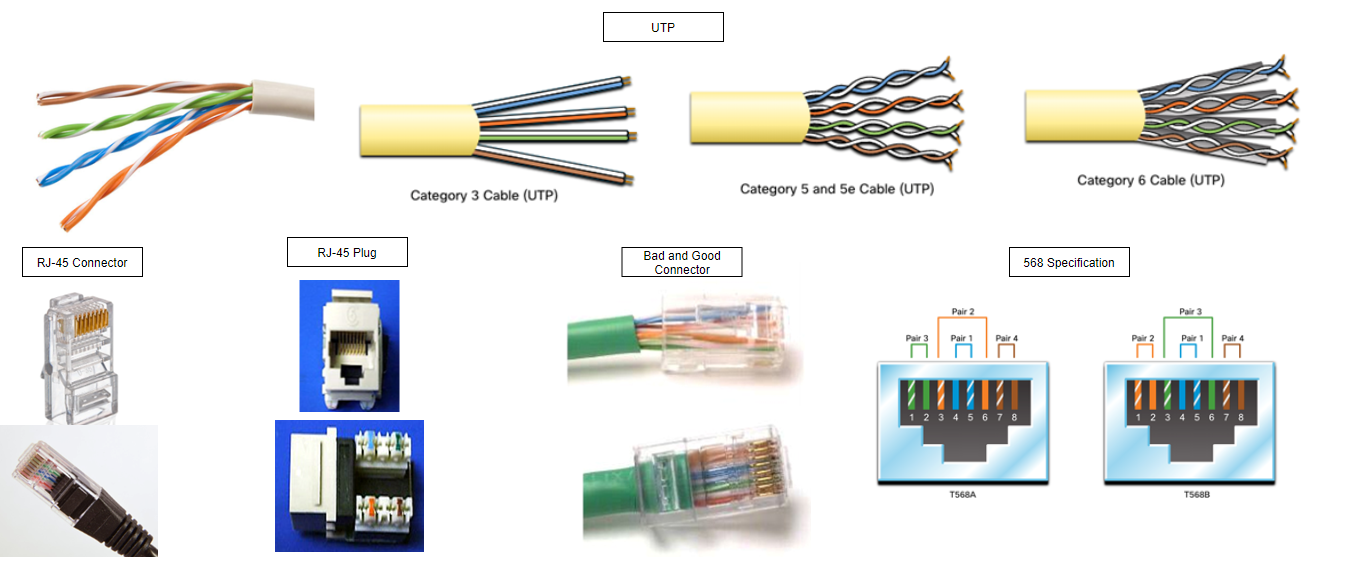 UTP
Category 3 Cable (UTP)
Category 5 and 5e Cable (UTP)
Category 6 Cable (UTP)
RJ-45 Connector
RJ-45 Plug
Bad and Good
Connector
568 Specification
Pair 2
Pair 3 Pair 1 Pair 4
1 2 3 4 5 6 7 8
T568A
Pair 3
Pair 2 Pair 1 Pair 4
1 2 3 4 5 6 7 8
T568B